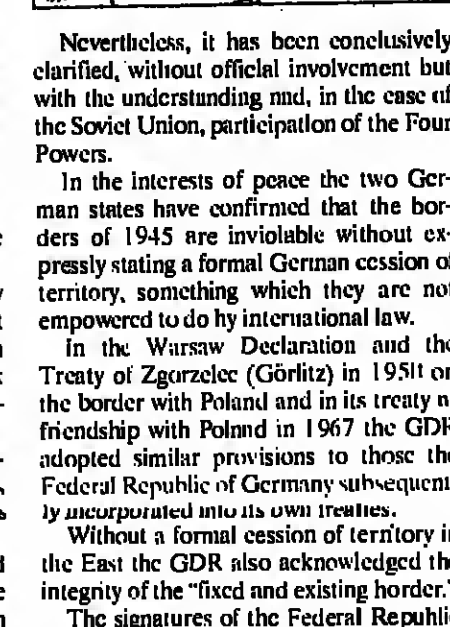 Nevertheless, it has been conclusively
clarified, without official involvement but
with the understanding and, in the case of
the Soviet Union, participation of the Four
Powers.
In the interests of peace the two Ger-
man states have confirmed that the bor-
ders of 1945 are inviolable without ex-
pressly stating a formal German cession of
territory, something which they are not
empowered to do by international law.
In the Warsaw Declaration and the
Treaty of Zgorzelec (Görlitz) in 1950 on
the border with Poland and in its treaty of
friendship with Poland in 1967 the GDR
adopted similar provisions to those the
Federal Republic of Germany subsequent-
ly incorporated into its own treaties.
Without a formal cession of territory in
the East the GDR also acknowledged the
integrity of the "fixed and existing border."
The signatures of the Federal Republic